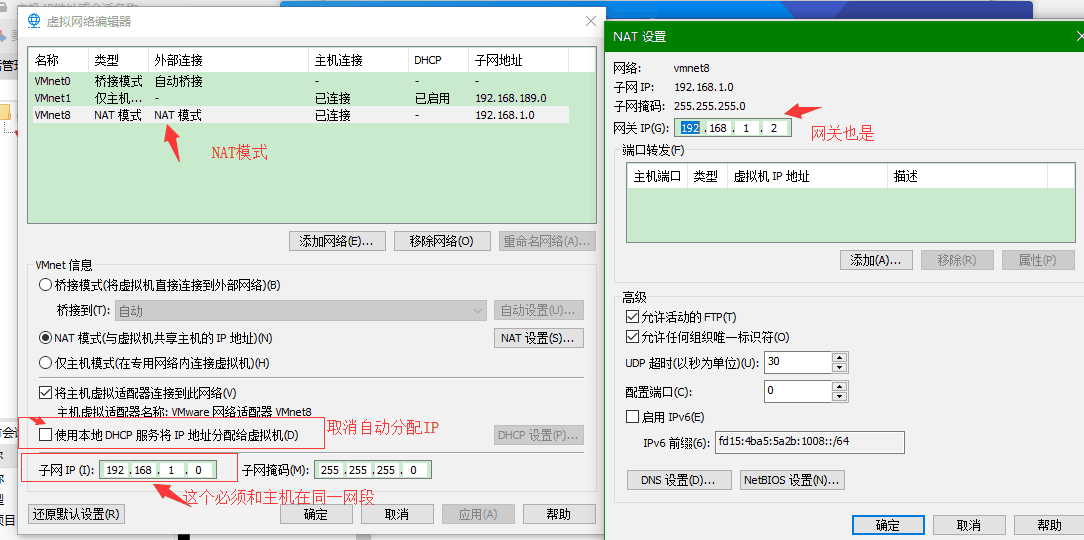 虚拟网络编辑器
名称 类型 外部连接 主机连接 DHCP 子网地址
VMnet0 桥接模式 自动桥接 - - -
VMnet1 仅主机... - 已连接 已启用 192.168.189.0
VMnet8 NAT 模式 NAT 模式 已连接 - 192.168.1.0
NAT模式
添加网络(E)... 移除网络(O) 重命名网络(A)...
VMnet 信息
桥接模式(将虚拟机直接连接到外部网络)(B)
桥接到(T): 自动 自动设置(U)...
NAT 模式(与虚拟机共享主机的 IP 地址)(N) NAT 设置(S)...
仅主机模式(在专用网络内连接虚拟机)(H)
将主机虚拟适配器连接到此网络(V)
主机虚拟适配器名称: VMware 网络适配器 VMnet8
使用本地 DHCP 服务将 IP 地址分配给虚拟机(D) 取消自动分配IP DHCP 设置(P)...
子网 IP (I): 192 .168 . 1 . 0 子网掩码(M): 255 .255 .255 . 0
这个必须和主机在同一网段
还原默认设置(R) 确定 取消 应用(A) 帮助
NAT 设置
网络: vmnet8
子网 IP: 192.168.1.0
子网掩码: 255.255.255.0
网关 IP(G): 192 .168 . 1 . 2 网关也是
端口转发(F)
主机端口 类型 虚拟机 IP 地址 描述
添加(A)... 移除(R) 属性(P)
高级
允许活动的 FTP(T)
允许任何组织唯一标识符(O)
UDP 超时(以秒为单位)(U): 30
配置端口(C): 0
启用 IPv6(E)
IPv6 前缀(6): fd15:4ba5:5a2b:1008::/64
DNS 设置(D)... NetBIOS 设置(N)...
确定 取消 帮助